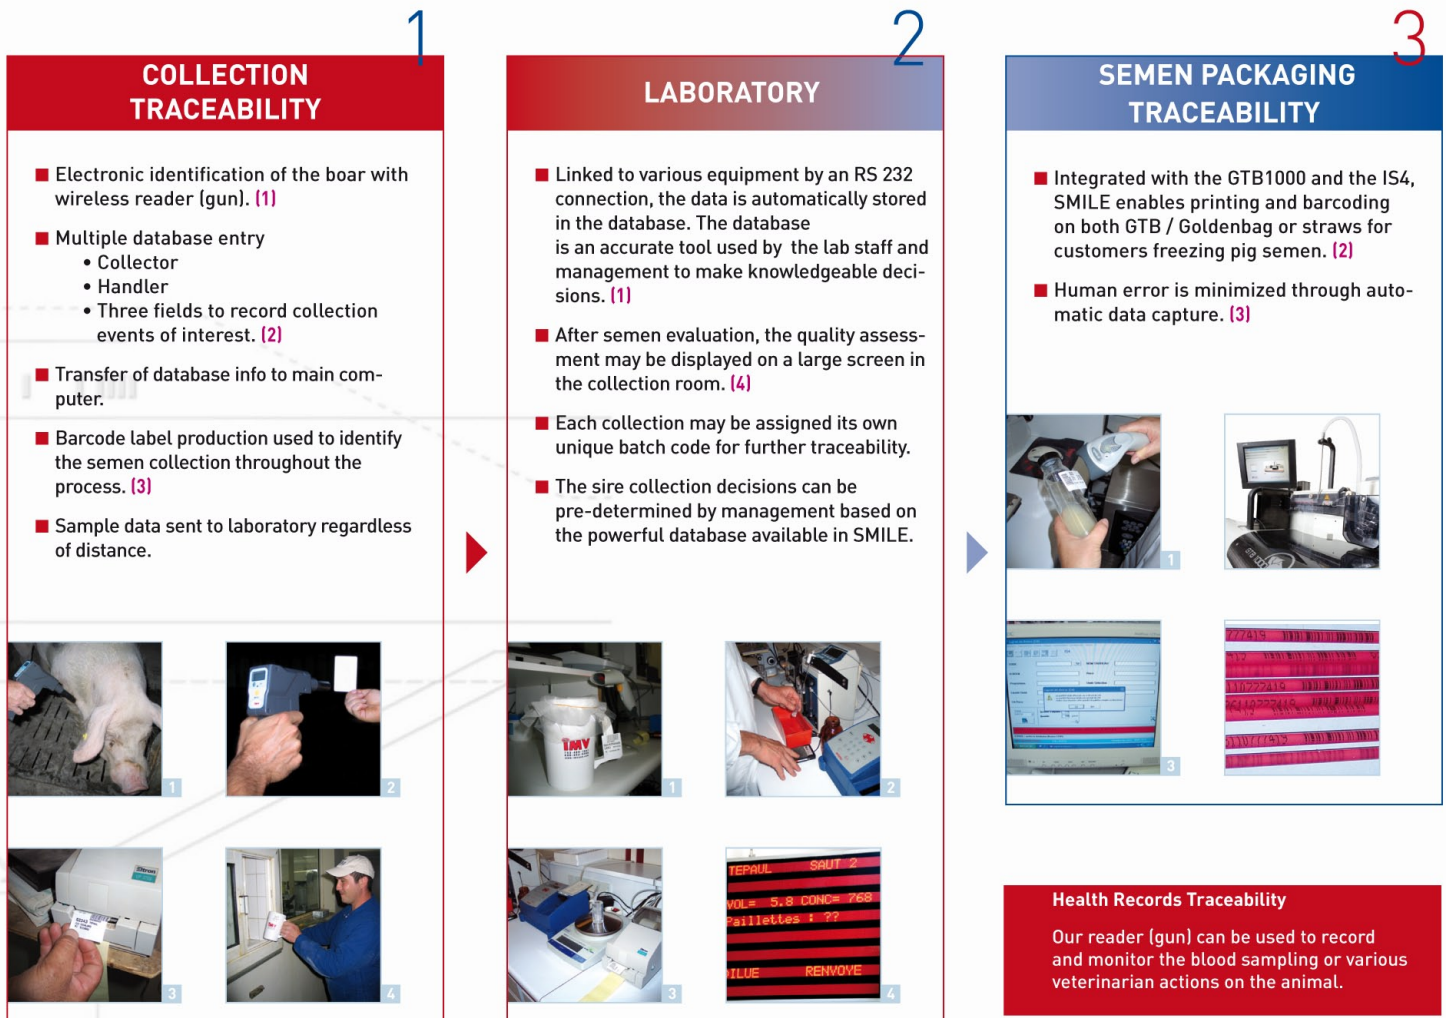 1
COLLECTION
TRACEABILITY
■ Electronic identification of the boar with
wireless reader (gun). (1)
■ Multiple database entry
• Collector
• Handler
• Three fields to record collection
events of interest. (2)
■ Transfer of database info to main com-
puter.
■ Barcode label production used to identify
the semen collection throughout the
process. (3)
■ Sample data sent to laboratory regardless
of distance.
1
2
3
4
2
LABORATORY
■ Linked to various equipment by an RS 232
connection, the data is automatically stored
in the database. The database
is an accurate tool used by the lab staff and
management to make knowledgeable deci-
sions. (1)
■ After semen evaluation, the quality assess-
ment may be displayed on a large screen in
the collection room. (4)
■ Each collection may be assigned its own
unique batch code for further traceability.
■ The sire collection decisions can be
pre-determined by management based on
the powerful database available in SMILE.
IMV
1
2
3
TEPAUL SAUT 2
VOL= 5.8 CONC= 768
Paillettes : ??
DILUE RENVOYE
4
3
SEMEN PACKAGING
TRACEABILITY
■ Integrated with the GTB1000 and the IS4,
SMILE enables printing and barcoding
on both GTB / Goldenbag or straws for
customers freezing pig semen. (2)
■ Human error is minimized through auto-
matic data capture. (3)
1
3
Health Records Traceability
Our reader (gun) can be used to record
and monitor the blood sampling or various
veterinarian actions on the animal.